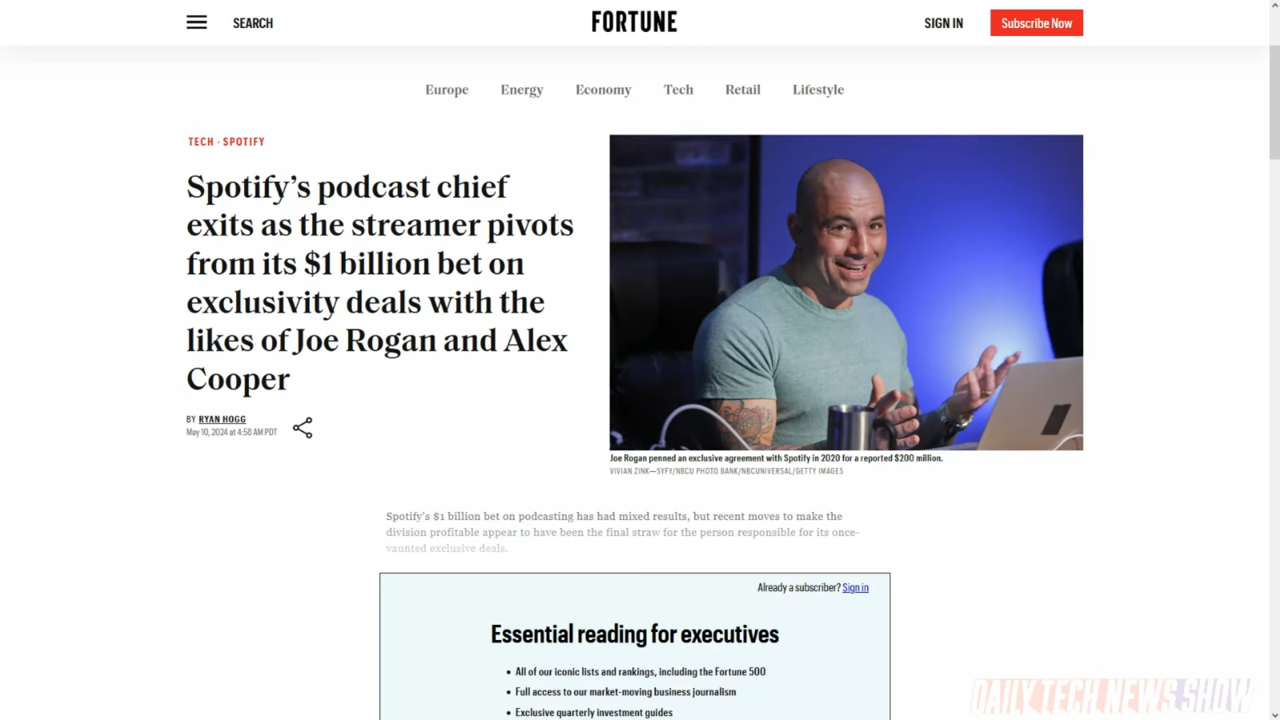 SEARCH
FORTUNE
SIGN IN
Subscribe Now
Europe
Energy
Economy
Tech
Retail
Lifestyle
TECH · SPOTIFY
Spotify’s podcast chief
exits as the streamer pivots
from its $1 billion bet on
exclusivity deals with the
likes of Joe Rogan and Alex
Cooper
BY RYAN HOGG
May 10, 2024 at 4:58 AM PDT
Joe Rogan penned an exclusive agreement with Spotify in 2020 for a reported $200 million.
VIVIAN ZINK—SYFY/NBCU PHOTO BANK/NBCUNIVERSAL/GETTY IMAGES
Spotify’s $1 billion bet on podcasting has had mixed results, but recent moves to make the
division profitable appear to have been the final straw for the person responsible for its once-
vaunted exclusive deals.
Already a subscriber? Sign in
Essential reading for executives
• All of our iconic lists and rankings, including the Fortune 500
• Full access to our market-moving business journalism
• Exclusive quarterly investment guides
DAILY TECH NEWS SHOW